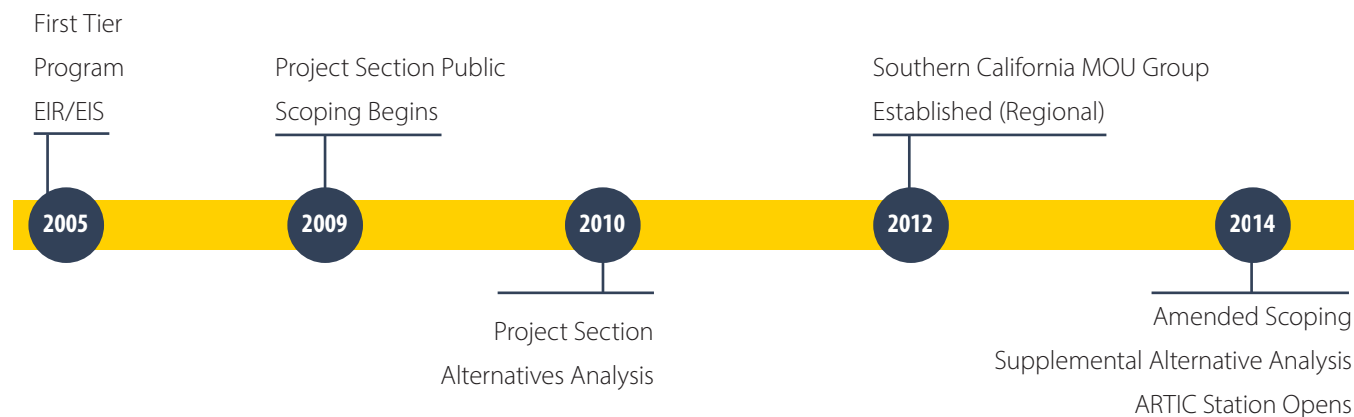 First Tier
Program
EIR/EIS
Project Section Public
Scoping Begins
Southern California MOU Group
Established (Regional)
2005
2009
2010
2012
2014
Project Section
Alternatives Analysis
Amended Scoping
Supplemental Alternative Analysis
ARTIC Station Opens